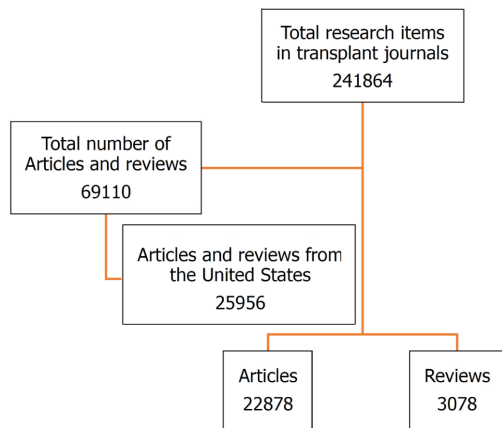 Total research items
in transplant journals
241864
Total number of
Articles and reviews
69110
Articles and reviews from
the United States
25956
Articles
22878
Reviews
3078